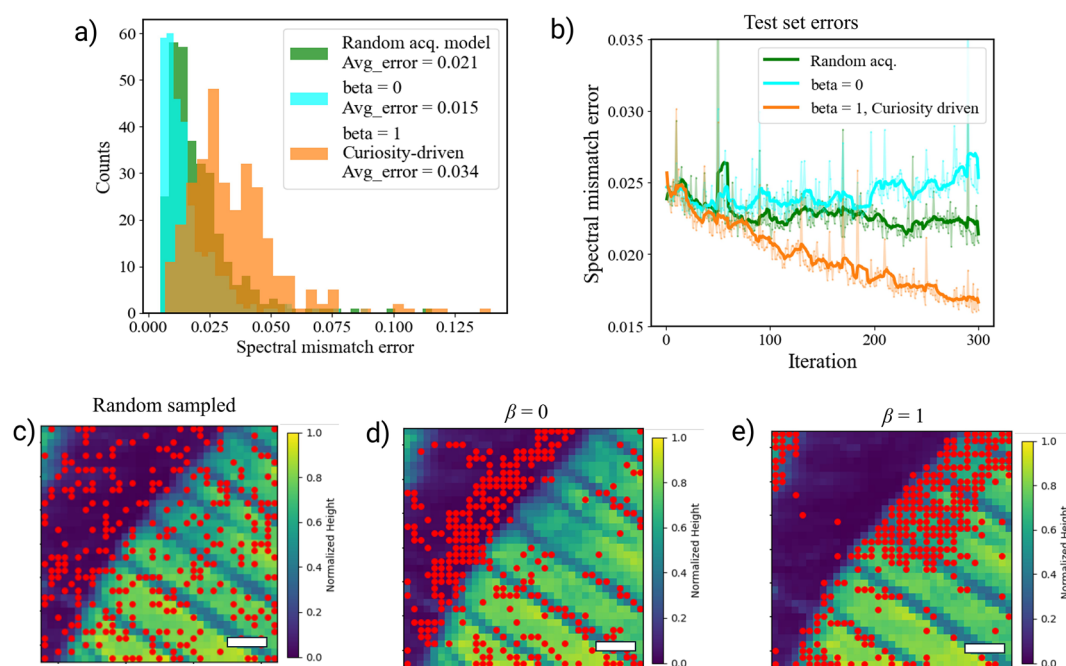 a)
60
50
40
30
20
10
0
Counts
0.000 0.025 0.050 0.075 0.100 0.125
Spectral mismatch error
Random acq. model
Avg_error = 0.021
beta = 0
Avg_error = 0.015
beta = 1
Curiosity-driven
Avg_error = 0.034
b)
Test set errors
0.035
0.030
0.025
0.020
0.015
Spectral mismatch error
0 100 200 300
Iteration
Random acq.
beta = 0
beta = 1, Curiosity driven
c)
Random sampled
1.0
0.8
0.6
0.4
0.2
0.0
Normalized Height
d)
β = 0
1.0
0.8
0.6
0.4
0.2
0.0
Normalized Height
e)
β = 1
1.0
0.8
0.6
0.4
0.2
0.0
Normalized Height